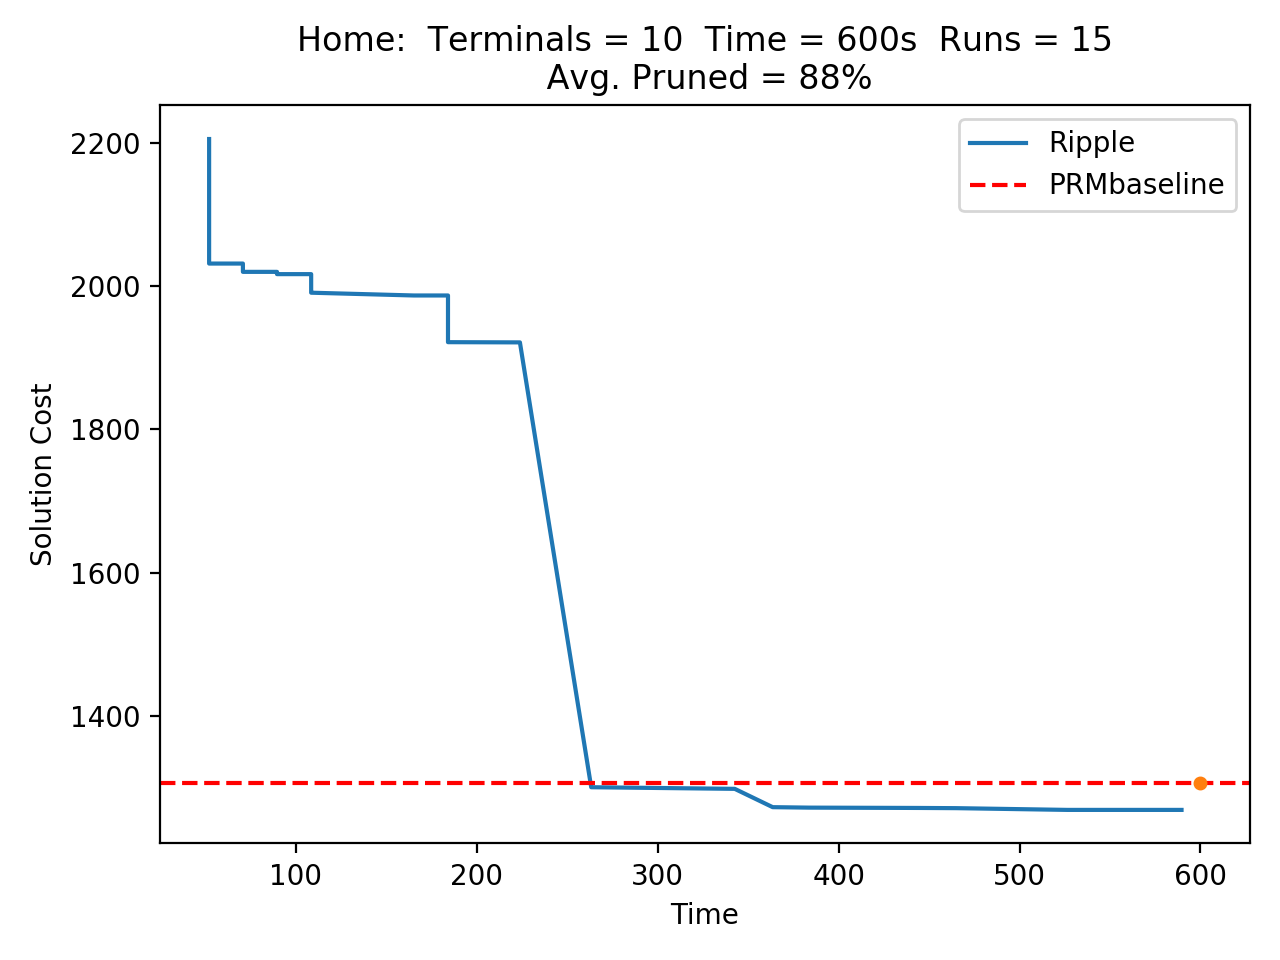 Home: Terminals = 10 Time = 600s Runs = 15
Avg. Pruned = 88%
Ripple
PRMbaseline
Solution Cost
2200
2000
1800
1600
1400
100 200 300 400 500 600
Time